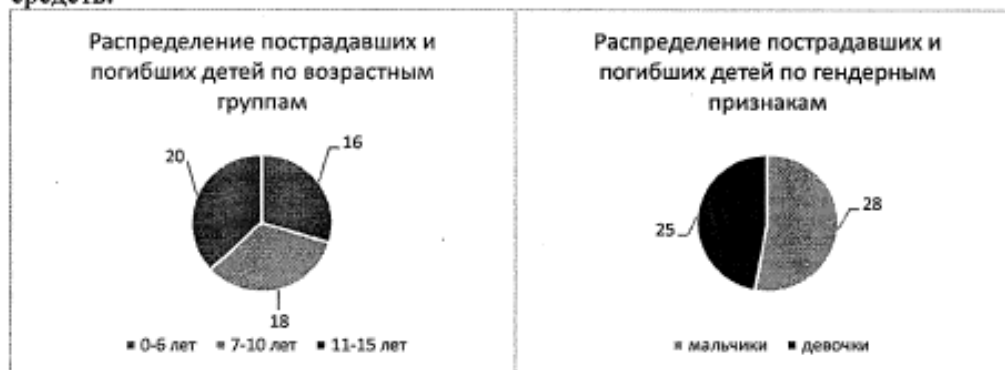 средств.
Распределение пострадавших и
погибших детей по возрастным
группам
20
16
18
0-6 лет 7-10 лет 11-15 лет
Распределение пострадавших и
погибших детей по гендерным
признакам
25
28
мальчики девочки